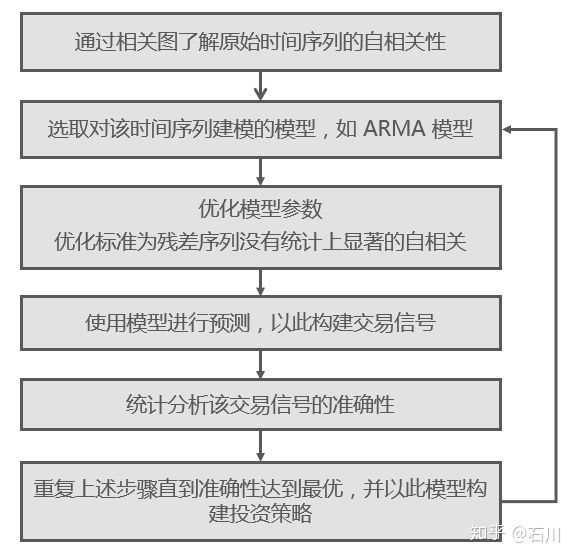 通过相关图了解原始时间序列的自相关性
选取对该时间序列建模的模型，如 ARMA 模型
优化模型参数
优化标准为残差序列没有统计上显著的自相关
使用模型进行预测，以此构建交易信号
统计分析该交易信号的准确性
重复上述步骤直到准确性达到最优，并以此模型构
建投资策略
知乎 @石川